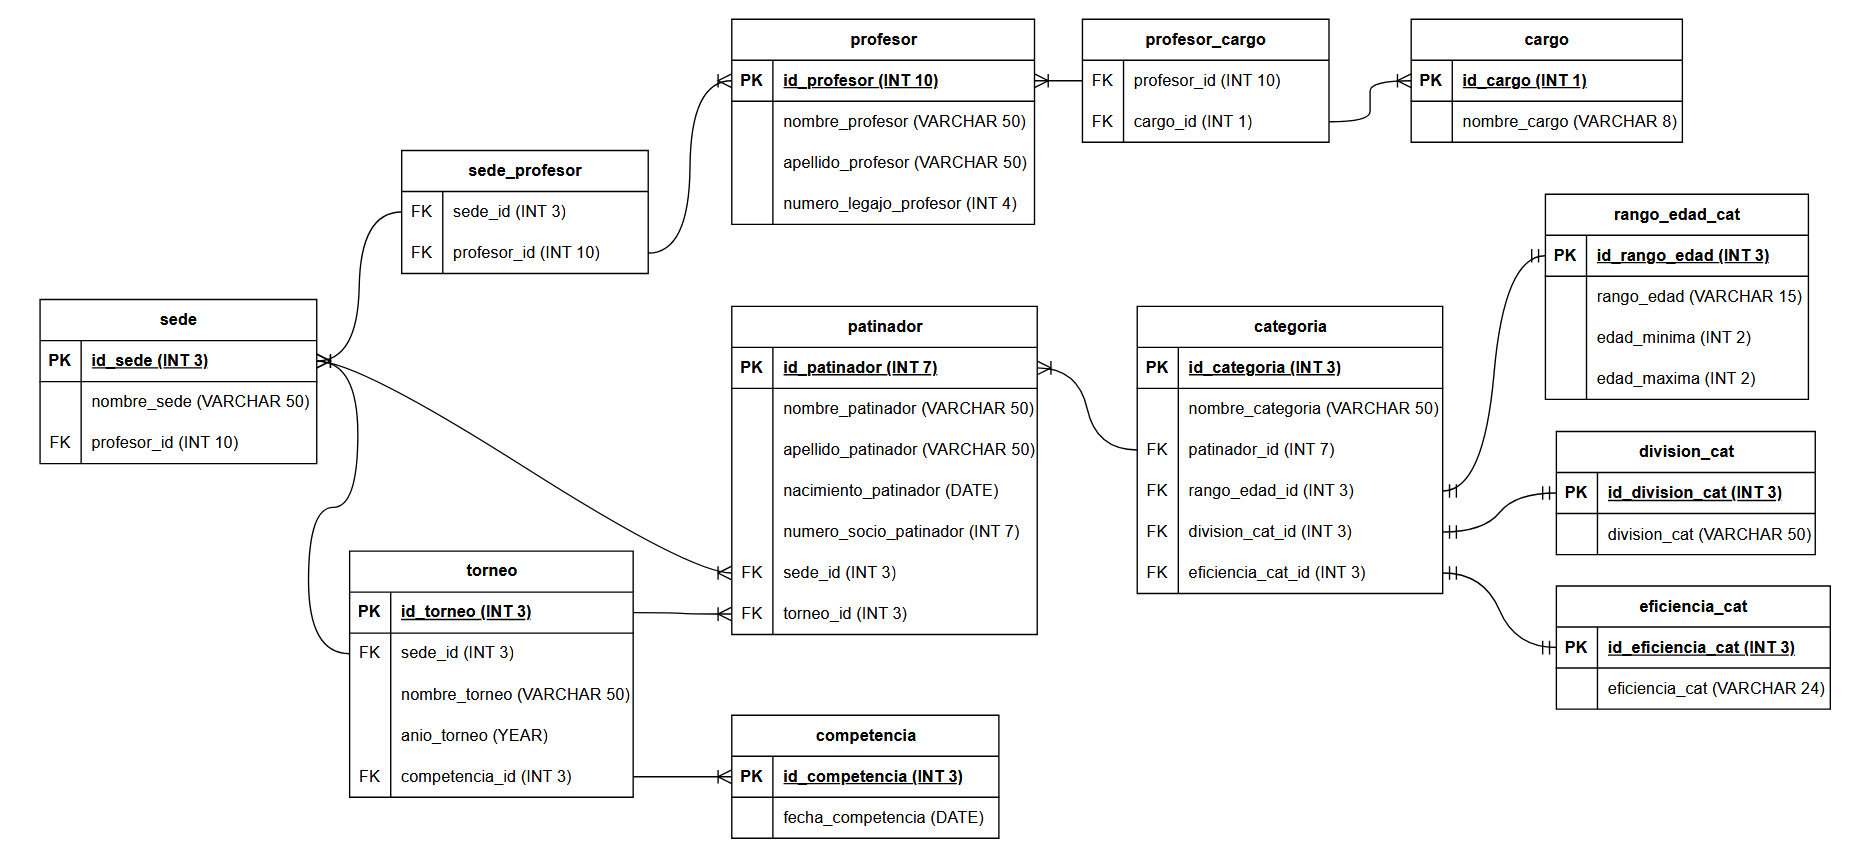 profesor
PK id_profesor (INT 10)
nombre_profesor (VARCHAR 50)
apellido_profesor (VARCHAR 50)
numero_legajo_profesor (INT 4)
profesor_cargo
FK profesor_id (INT 10)
FK cargo_id (INT 1)
cargo
PK id_cargo (INT 1)
nombre_cargo (VARCHAR 8)
sede_profesor
FK sede_id (INT 3)
FK profesor_id (INT 10)
rango_edad_cat
PK id_rango_edad (INT 3)
rango_edad (VARCHAR 15)
edad_minima (INT 2)
edad_maxima (INT 2)
sede
PK id_sede (INT 3)
nombre_sede (VARCHAR 50)
FK profesor_id (INT 10)
patinador
PK id_patinador (INT 7)
nombre_patinador (VARCHAR 50)
apellido_patinador (VARCHAR 50)
nacimiento_patinador (DATE)
numero_socio_patinador (INT 7)
FK sede_id (INT 3)
FK torneo_id (INT 3)
categoria
PK id_categoria (INT 3)
nombre_categoria (VARCHAR 50)
FK patinador_id (INT 7)
FK rango_edad_id (INT 3)
FK division_cat_id (INT 3)
FK eficiencia_cat_id (INT 3)
division_cat
PK id_division_cat (INT 3)
division_cat (VARCHAR 50)
torneo
PK id_torneo (INT 3)
FK sede_id (INT 3)
nombre_torneo (VARCHAR 50)
anio_torneo (YEAR)
FK competencia_id (INT 3)
eficiencia_cat
PK id_eficiencia_cat (INT 3)
eficiencia_cat (VARCHAR 24)
competencia
PK id_competencia (INT 3)
fecha_competencia (DATE)